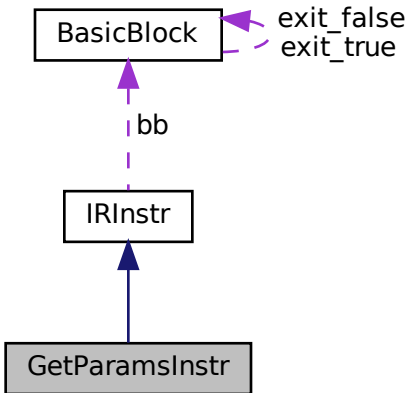 exit_false
BasicBlock
exit_true
bb
IRInstr
GetParamsInstr